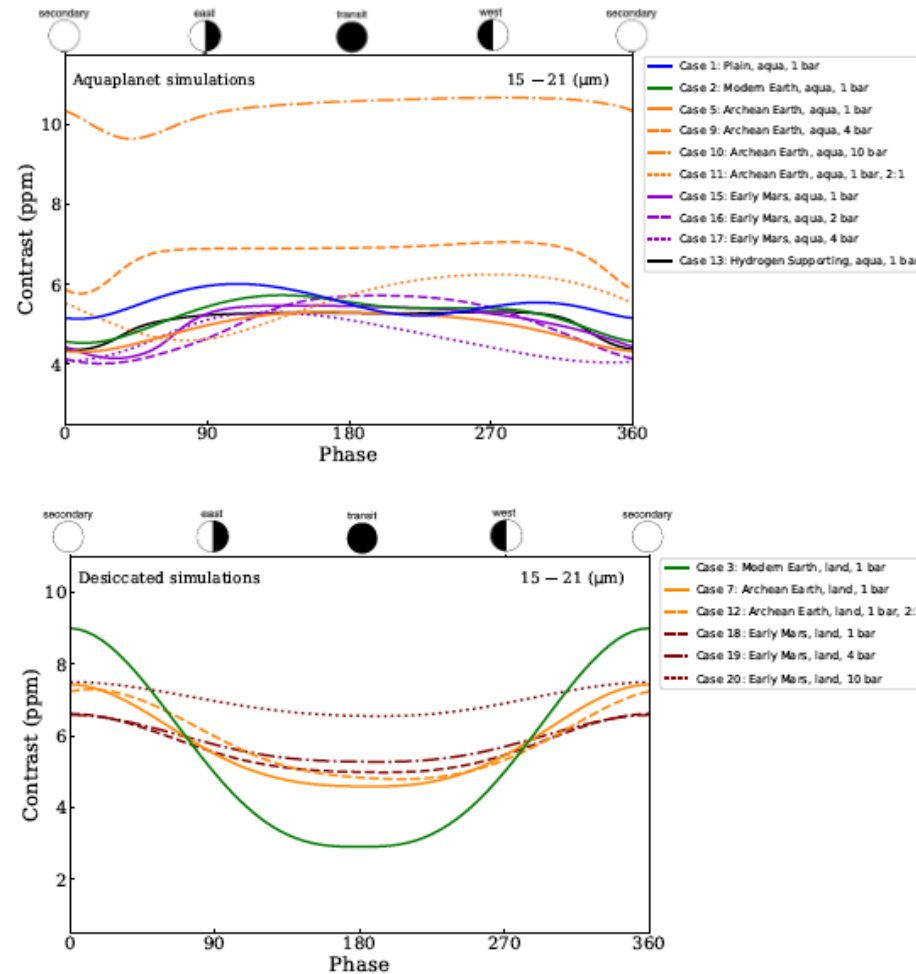 secondary east transit west secondary
Aquaplanet simulations 15 — 21 (μm)
Case 1: Plain, aqua, 1 bar
Case 2: Modern Earth, aqua, 1 bar
Case 5: Archean Earth, aqua, 1 bar
Case 9: Archean Earth, aqua, 4 bar
Case 10: Archean Earth, aqua, 10 bar
Case 11: Archean Earth, aqua, 1 bar, 2:1
Case 15: Early Mars, aqua, 1 bar
Case 16: Early Mars, aqua, 2 bar
Case 17: Early Mars, aqua, 4 bar
Case 13: Hydrogen Supporting, aqua, 1 bar
Contrast (ppm)
10
8
6
4
0 90 180 270 360
Phase
secondary east transit west secondary
Desiccated simulations 15 — 21 (μm)
Case 3: Modern Earth, land, 1 bar
Case 7: Archean Earth, land, 1 bar
Case 12: Archean Earth, land, 1 bar, 2:
Case 18: Early Mars, land, 1 bar
Case 19: Early Mars, land, 4 bar
Case 20: Early Mars, land, 10 bar
Contrast (ppm)
10
8
6
4
2
0 90 180 270 360
Phase